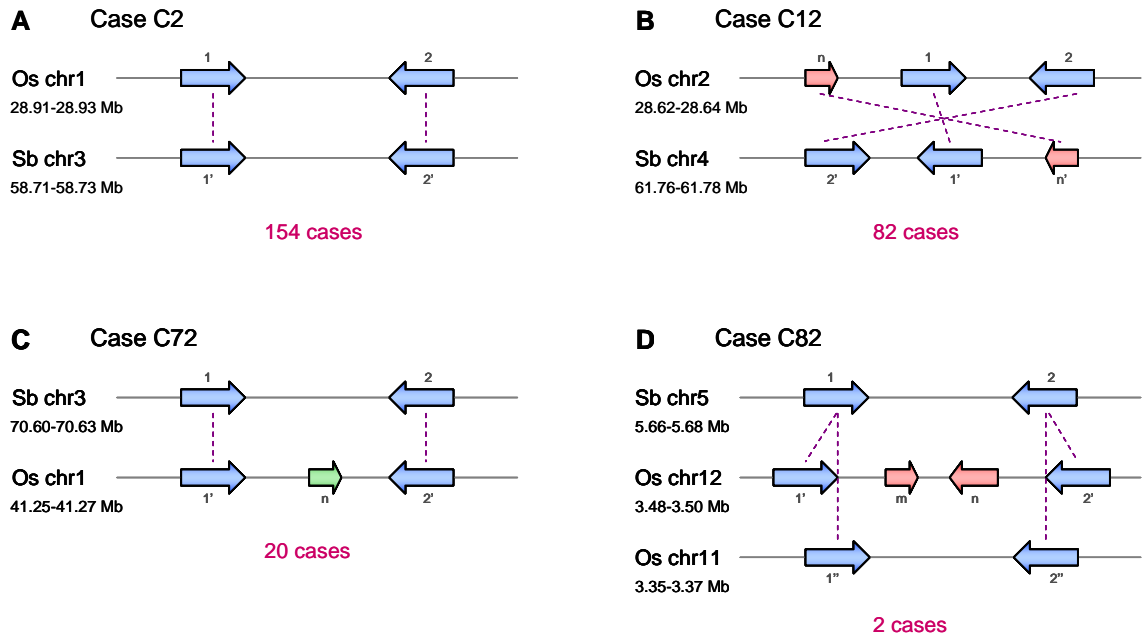 A Case C2
1 2
Os chr1
28.91-28.93 Mb
Sb chr3
58.71-58.73 Mb
1' 2'
154 cases
B Case C12
n 1 2
Os chr2
28.62-28.64 Mb
Sb chr4
61.76-61.78 Mb
2' 1' n'
82 cases
C Case C72
1 2
Sb chr3
70.60-70.63 Mb
Os chr1
41.25-41.27 Mb
1' n 2'
20 cases
D Case C82
1 2
Sb chr5
5.66-5.68 Mb
Os chr12
3.48-3.50 Mb
1' m n 2'
Os chr11
3.35-3.37 Mb
1" 2"
2 cases